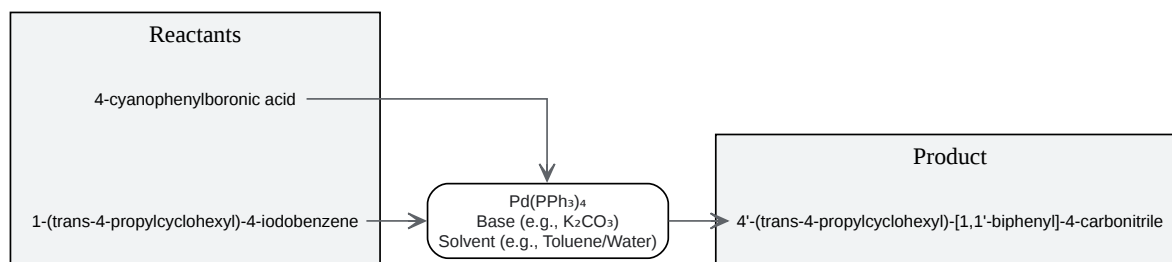 Reactants
4-cyanophenylboronic acid
1-(trans-4-propylcyclohexyl)-4-iodobenzene
Pd(PPh₃)₄
Base (e.g., K₂CO₃)
Solvent (e.g., Toluene/Water)
Product
4'-(trans-4-propylcyclohexyl)-[1,1'-biphenyl]-4-carbonitrile